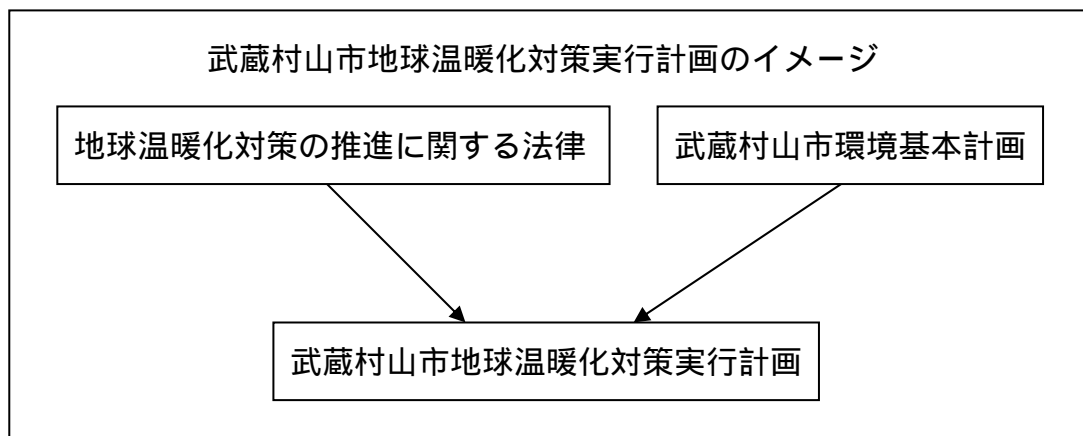 武蔵村山市地球温暖化対策実行計画のイメージ
地球温暖化対策の推進に関する法律
武蔵村山市環境基本計画
武蔵村山市地球温暖化対策実行計画